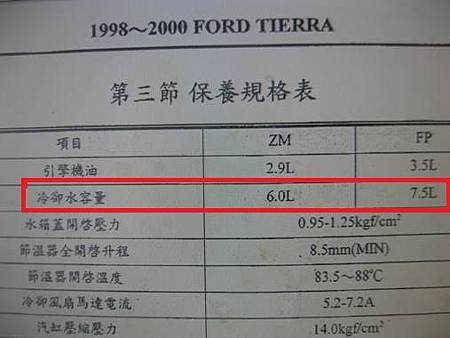 1998～2000 FORD TIERRA
第三節 保養規格表
項目 ZM FP
引擎機油 2.9L 3.5L
冷卻水容量 6.0L 7.5L
水箱蓋開啓壓力 0.95-1.25kgf/cm²
節溫器全開啓升程 8.5mm(MIN)
節溫器開啓溫度 83.5～88℃
冷卻風扇馬達電流 5.2-7.2A
汽缸壓縮壓力 14.0kgf/cm²